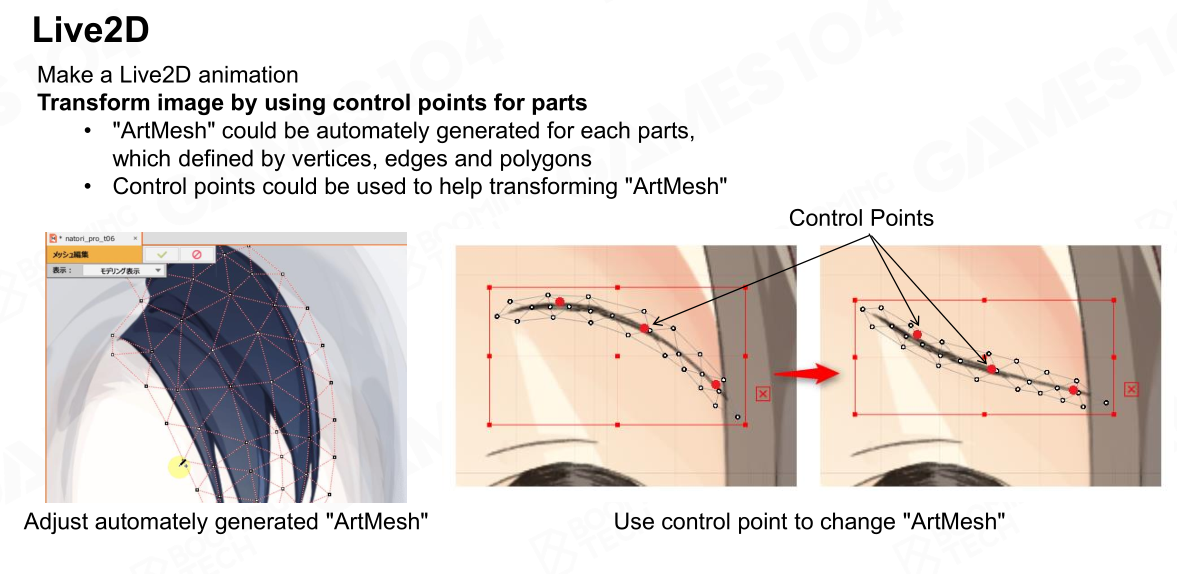 Live2D
Make a Live2D animation
Transform image by using control points for parts
• "ArtMesh" could be automately generated for each parts,
which defined by vertices, edges and polygons
• Control points could be used to help transforming "ArtMesh"
Control Points
* natori_pro_t06 ×
メッシュ編集
表示： モデリング表示
Adjust automately generated "ArtMesh"
Use control point to change "ArtMesh"
GAMES104
BOOMING
TECH